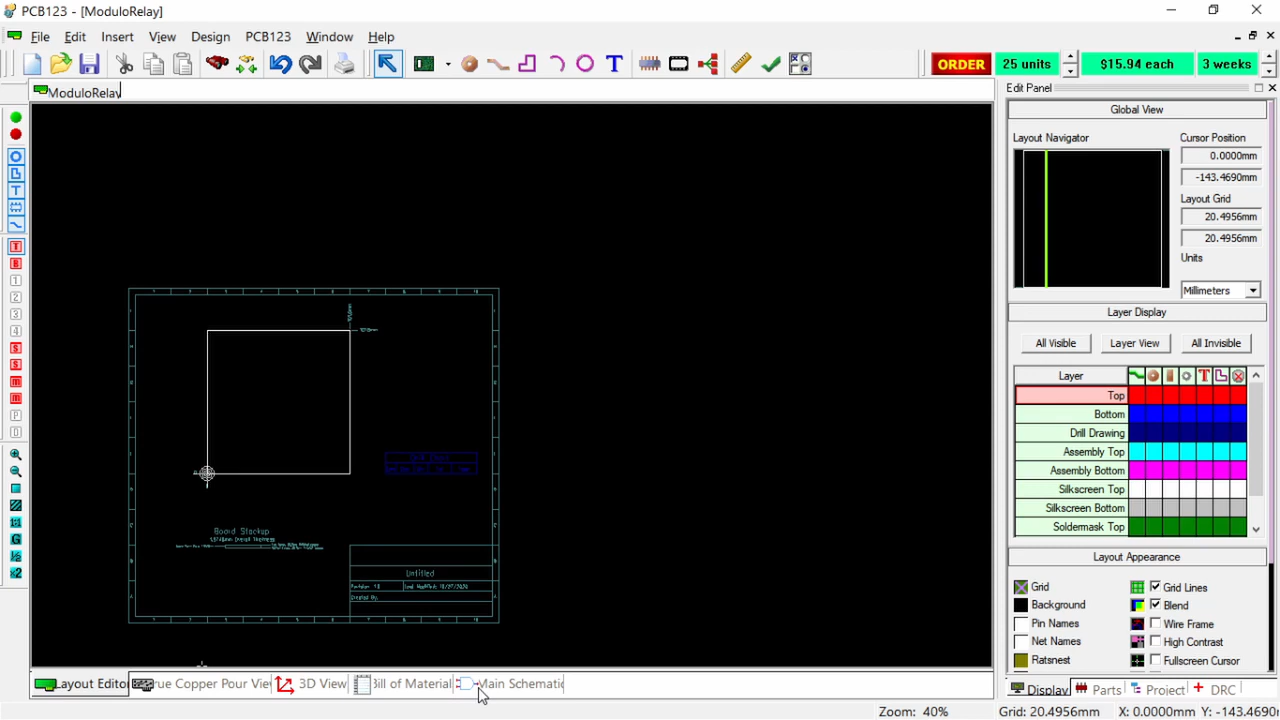 PCB123 - [ModuloRelay]
File Edit Insert View Design PCB123 Window Help
ORDER 25 units $15.94 each 3 weeks
ModuloRelay
Edit Panel
Global View
Layout Navigator
Cursor Position
0.0000mm
-143.4690mm
Layout Grid
20.4956mm
20.4956mm
Units
Millimeters
Layer Display
All Visible Layer View All Invisible
Layer
Top
Bottom
Drill Drawing
Assembly Top
Assembly Bottom
Silkscreen Top
Silkscreen Bottom
Soldermask Top
Layout Appearance
Grid Grid Lines
Background Blend
Pin Names Wire Frame
Net Names High Contrast
Ratsnest Fullscreen Cursor
Board Stackup
Untitled
Layout Editor True Copper Pour View 3D View Bill of Material Main Schematic
Display Parts Project DRC
Zoom: 40% Grid: 20.4956mm X: 0.0000mm Y: -143.4690m